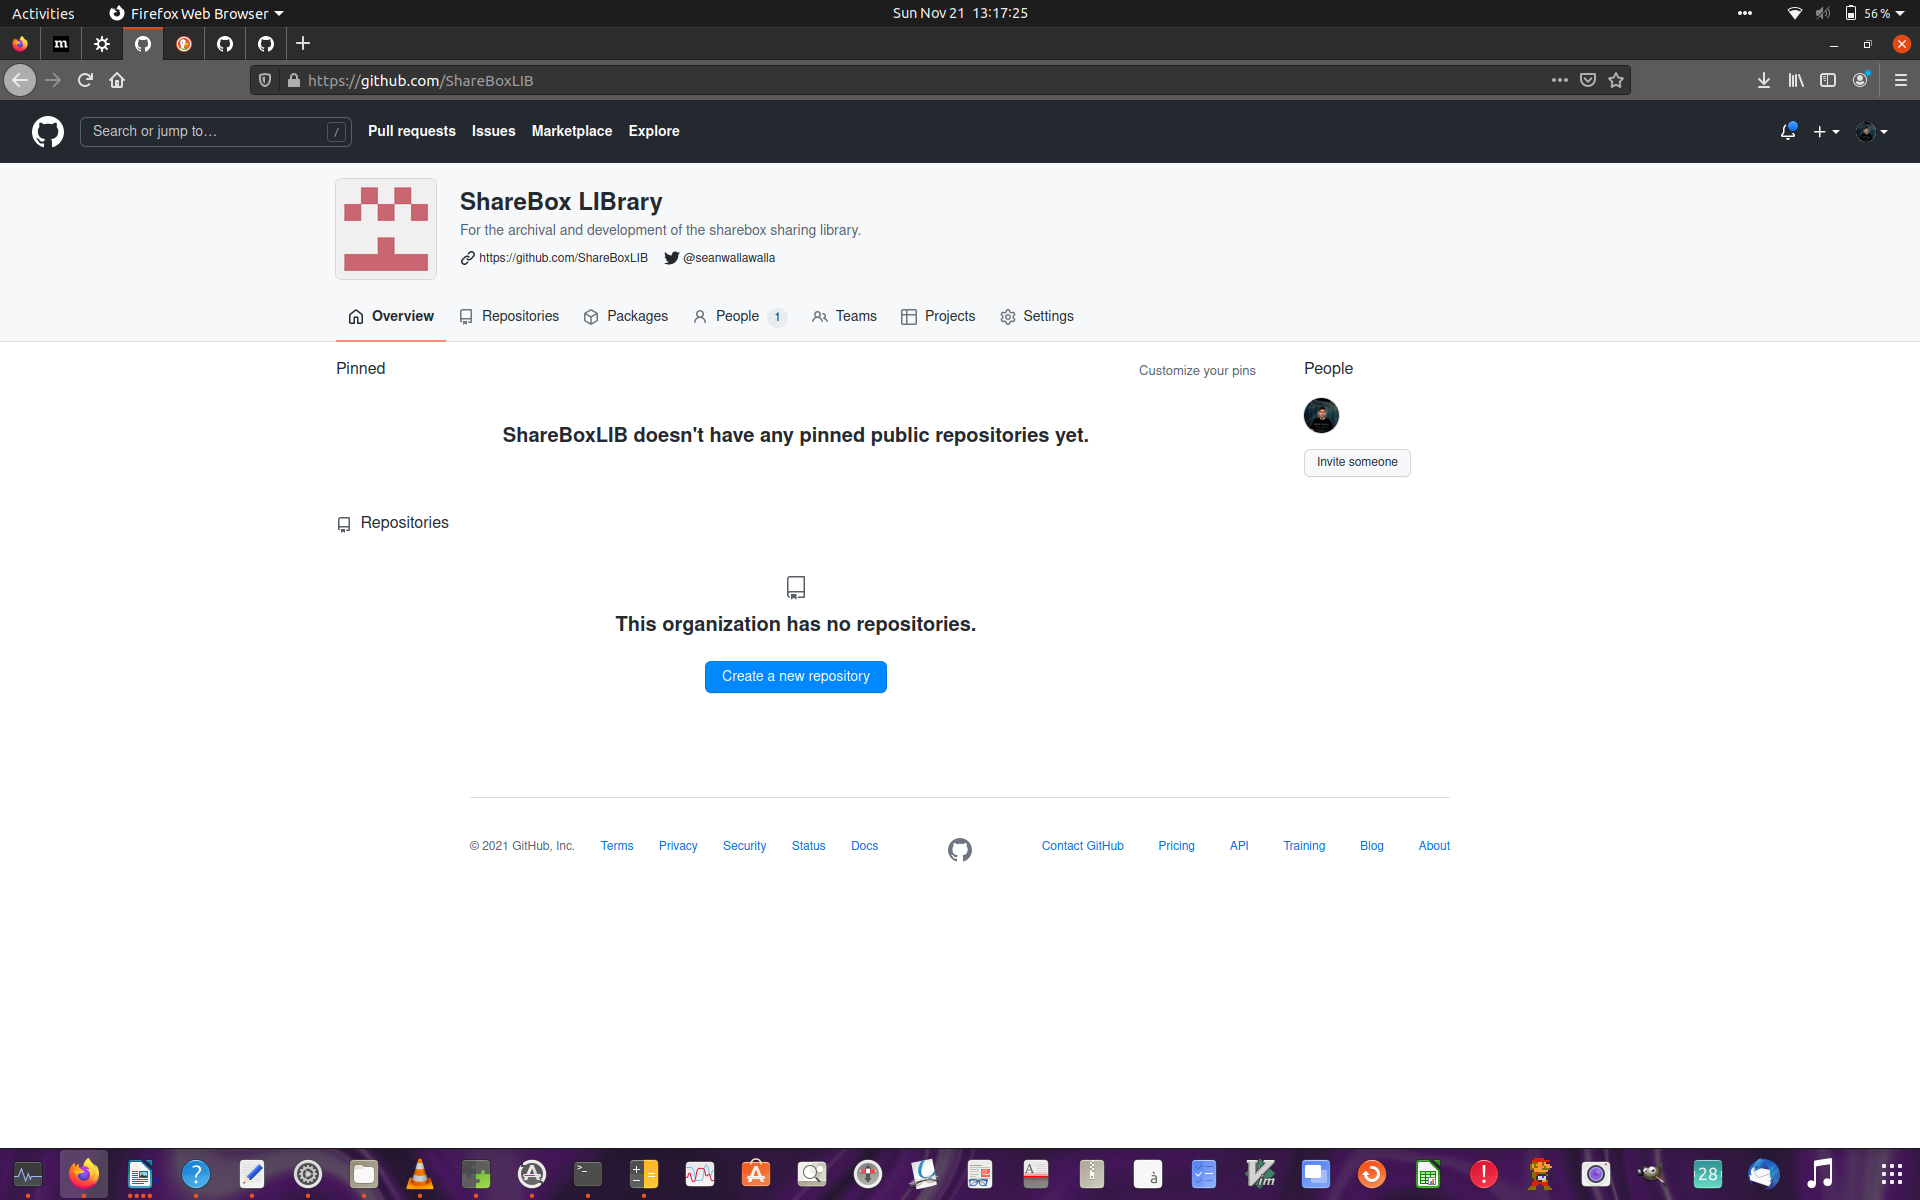 Activities Firefox Web Browser Sun Nov 21 13:17:25 56 %
m
https://github.com/ShareBoxLIB
Search or jump to… / Pull requests Issues Marketplace Explore
ShareBox LIBrary
For the archival and development of the sharebox sharing library.
https://github.com/ShareBoxLIB @seanwallawalla
Overview Repositories Packages People 1 Teams Projects Settings
Pinned Customize your pins People
ShareBoxLIB doesn't have any pinned public repositories yet.
Invite someone
Repositories
This organization has no repositories.
Create a new repository
© 2021 GitHub, Inc. Terms Privacy Security Status Docs Contact GitHub Pricing API Training Blog About
? >_ A à Vim ! 28